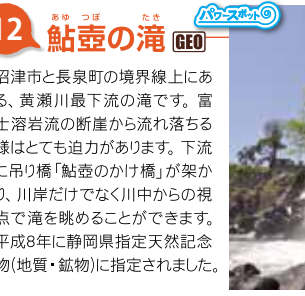 パワースポット
12 鮎壺の滝 GEO
あゆ つぼ たき
沼津市と長泉町の境界線上にあ
る、黄瀬川最下流の滝です。富
士溶岩流の断崖から流れ落ちる
様はとても迫力があります。下流
に吊り橋「鮎壺のかけ橋」が架か
り、川岸だけでなく川中からの視
点で滝を眺めることができます。
平成8年に静岡県指定天然記念
物(地質・鉱物)に指定されました。